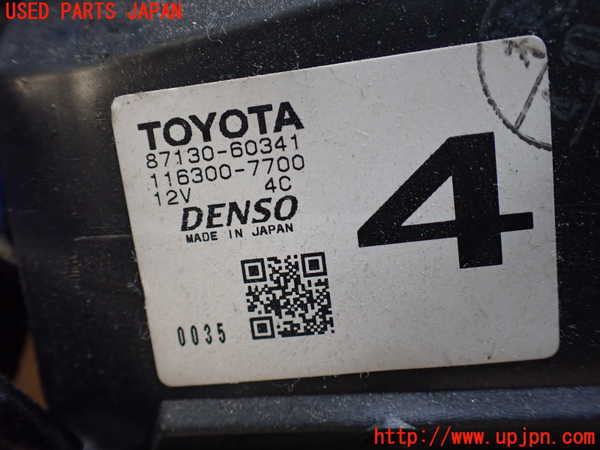 USED PARTS JAPAN
TOYOTA
87130-60341
116300-7700
12V 4C
DENSO
MADE IN JAPAN
4
0035
Copyright © http://www.upjpn.com